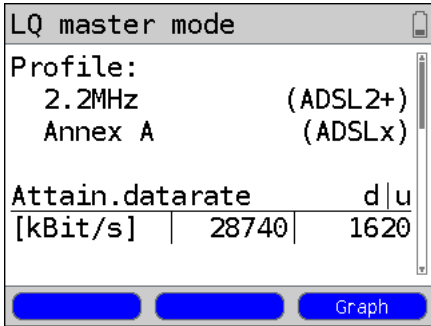 LQ master mode
Profile:
2.2MHz (ADSL2+)
Annex A (ADSLx)
Attain.datarate d|u
[kBit/s] | 28740| 1620
Graph